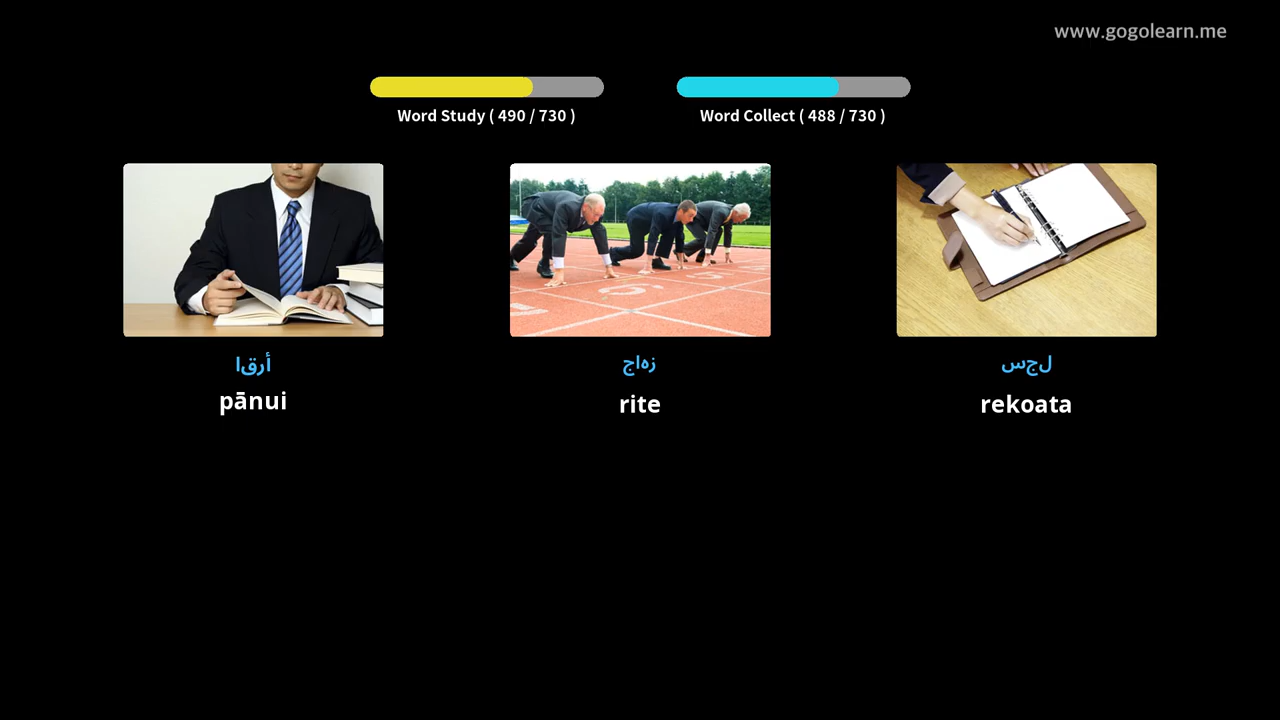 www.gogolearn.me
Word Study ( 490 / 730 )
Word Collect ( 488 / 730 )
أرقا
زهاج
لجس
pānui
rite
rekoata